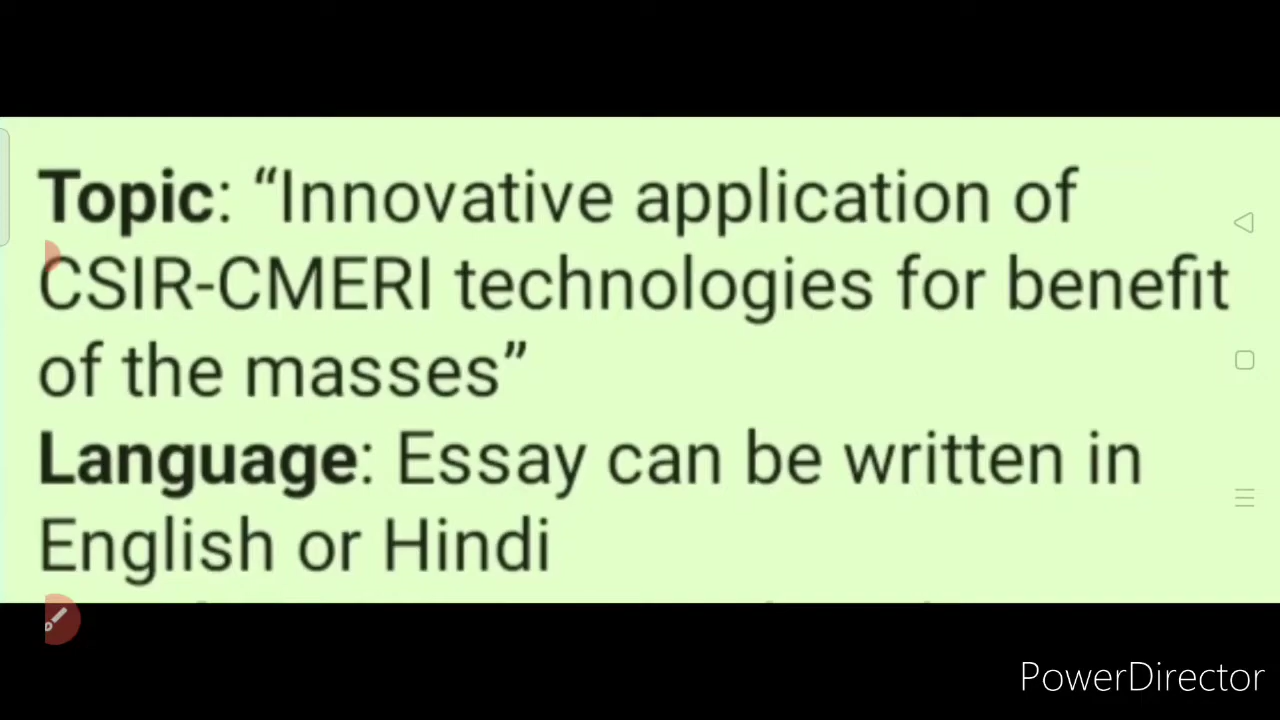 Topic: “Innovative application of
CSIR-CMERI technologies for benefit
of the masses”
Language: Essay can be written in
English or Hindi
PowerDirector